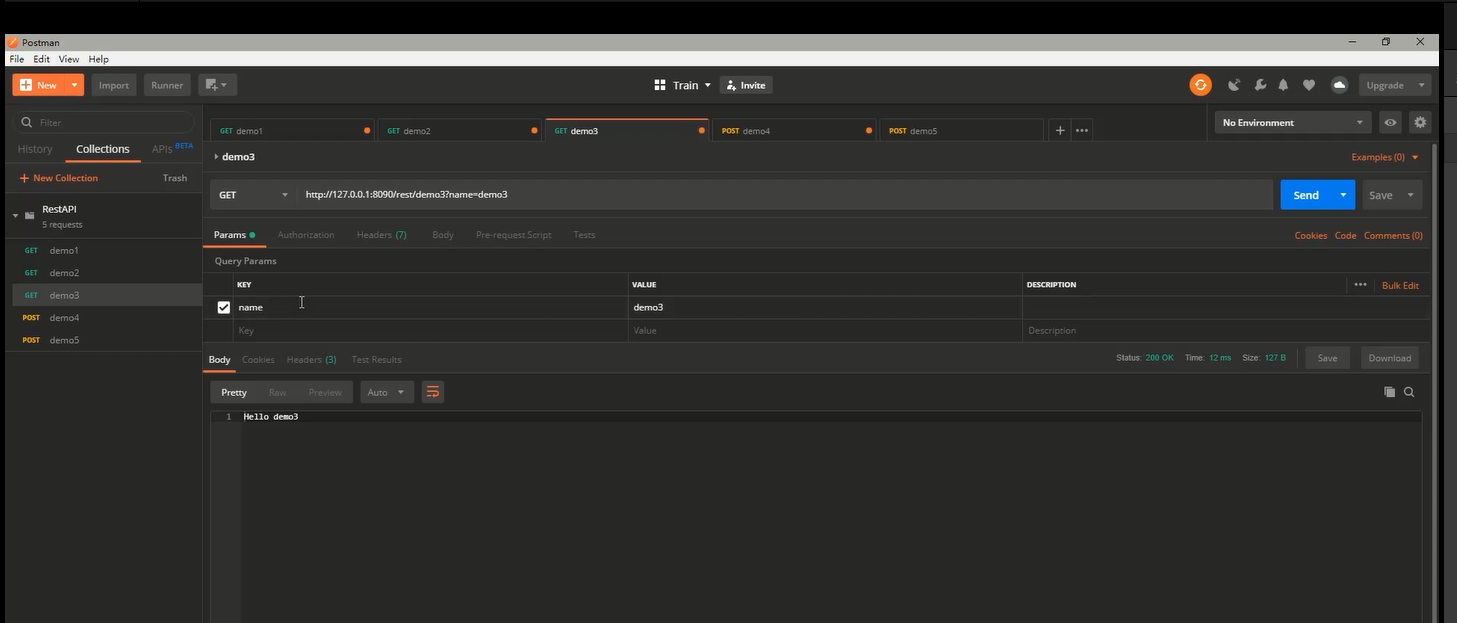 Postman
File Edit View Help
New Import Runner Train Invite Upgrade
Filter
History Collections APIs BETA
New Collection Trash
RestAPI
5 requests
GET demo1
GET demo2
GET demo3
POST demo4
POST demo5
GET demo1 GET demo2 GET demo3 POST demo4 POST demo5 + ••• No Environment
demo3 Examples (0)
GET http://127.0.0.1:8090/rest/demo3?name=demo3 Send Save
Params Authorization Headers (7) Body Pre-request Script Tests Cookies Code Comments (0)
Query Params
KEY VALUE DESCRIPTION ••• Bulk Edit
name demo3
Key Value Description
Body Cookies Headers (3) Test Results Status: 200 OK Time: 12 ms Size: 127 B Save Download
Pretty Raw Preview Auto
1 Hello demo3